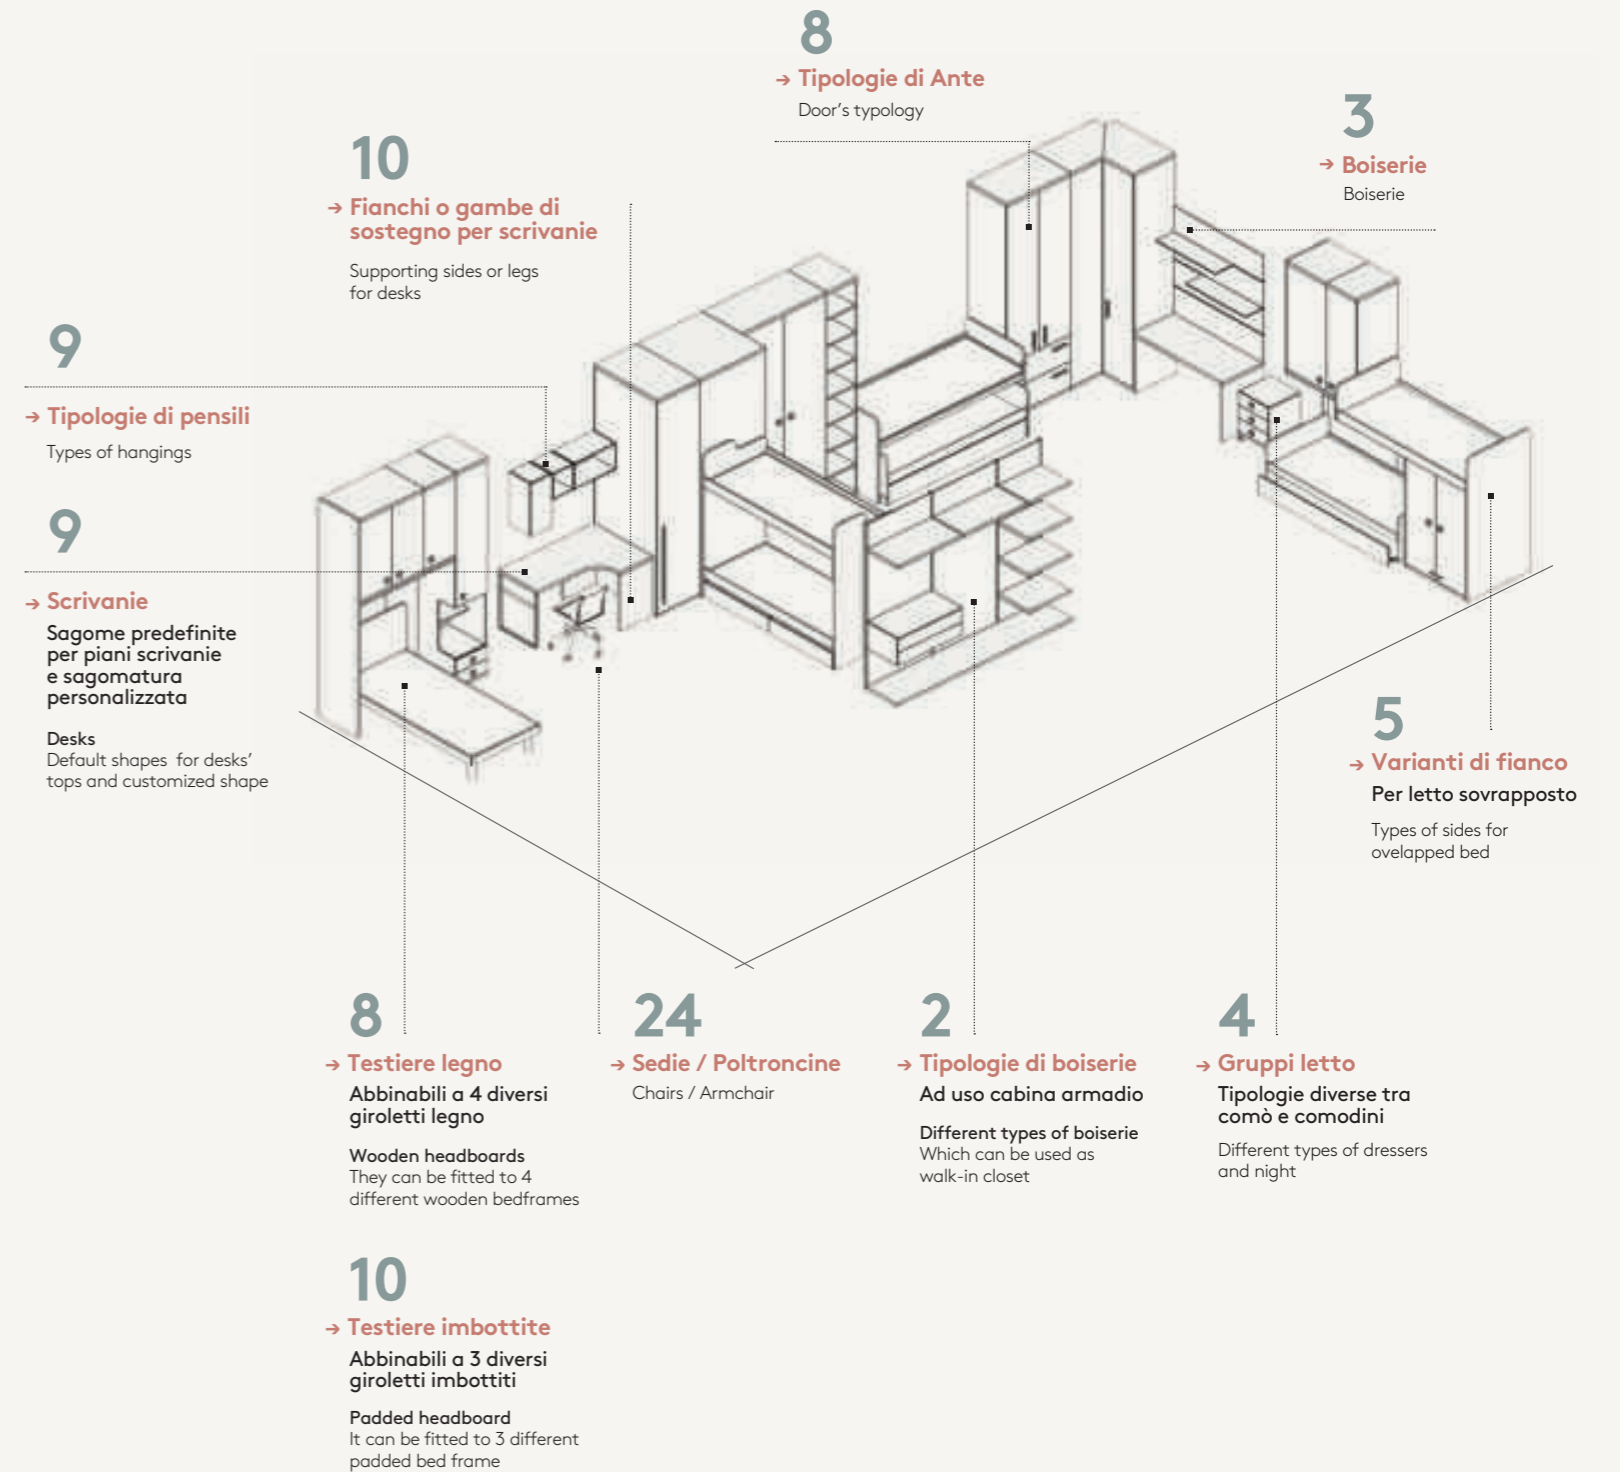 8
→ Tipologie di Ante
Door's typology
3
→ Boiserie
Boiserie
10
→ Fianchi o gambe di
sostegno per scrivanie
Supporting sides or legs
for desks
9
→ Tipologie di pensili
Types of hangings
9
→ Scrivanie
Sagome predefinite
per piani scrivanie
e sagomatura
personalizzata
Desks
Default shapes for desks'
tops and customized shape
5
→ Varianti di fianco
Per letto sovrapposto
Types of sides for
ovelapped bed
8
→ Testiere legno
Abbinabili a 4 diversi
giroletti legno
Wooden headboards
They can be fitted to 4
different wooden bedframes
24
→ Sedie / Poltroncine
Chairs / Armchair
2
→ Tipologie di boiserie
Ad uso cabina armadio
Different types of boiserie
Which can be used as
walk-in closet
4
→ Gruppi letto
Tipologie diverse tra
comò e comodini
Different types of dressers
and night
10
→ Testiere imbottite
Abbinabili a 3 diversi
giroletti imbottiti
Padded headboard
It can be fitted to 3 different
padded bed frame